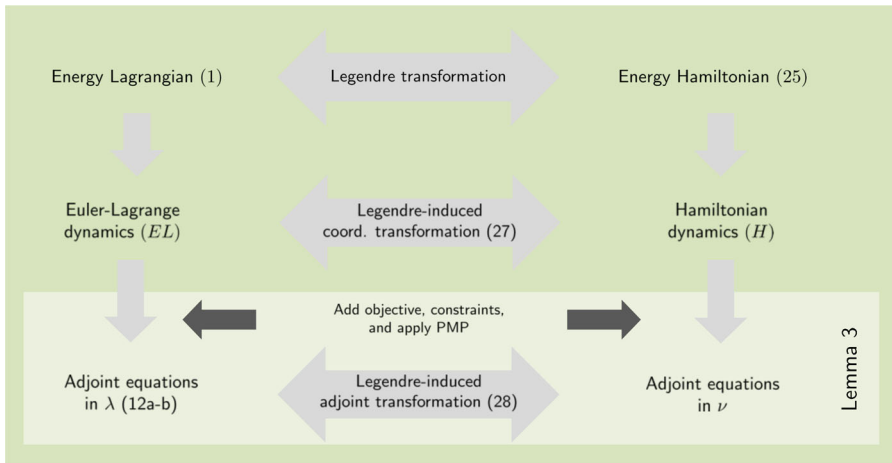 Energy Lagrangian (1)
Legendre transformation
Energy Hamiltonian (25)
Euler-Lagrange
dynamics (EL)
Legendre-induced
coord. transformation (27)
Hamiltonian
dynamics (H)
Add objective, constraints,
and apply PMP
Adjoint equations
in λ (12a-b)
Legendre-induced
adjoint transformation (28)
Adjoint equations
in ν
Lemma 3